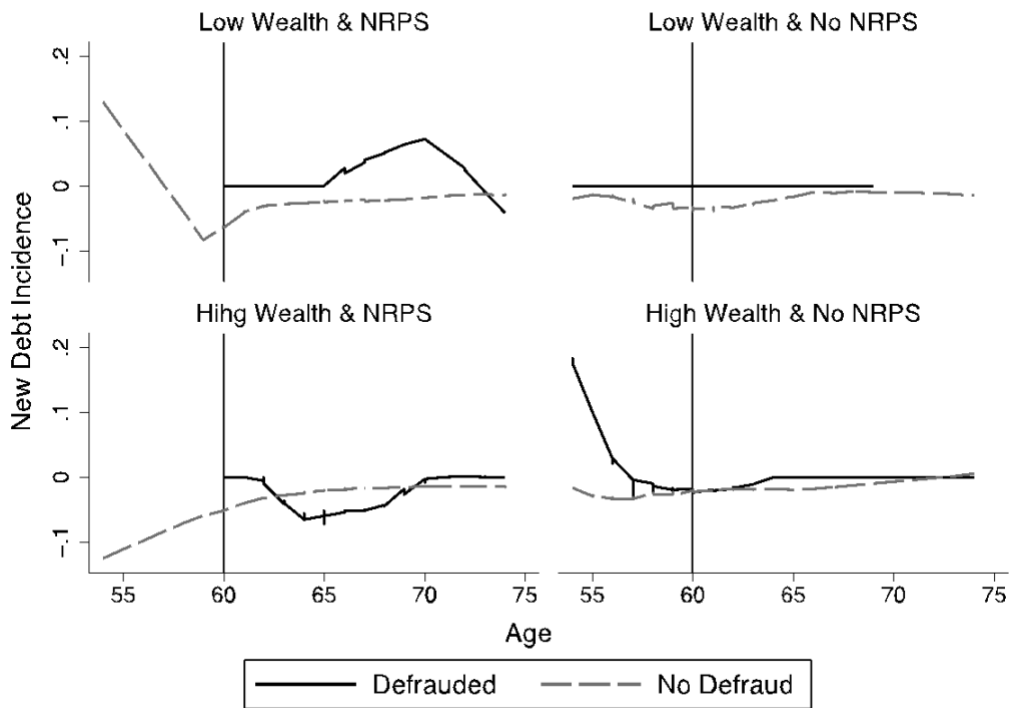 Low Wealth & NRPS
Low Wealth & No NRPS
.2
.1
0
-.1
Hihg Wealth & NRPS
High Wealth & No NRPS
.2
.1
0
-.1
55 60 65 70 75
55 60 65 70 75
New Debt Incidence
Age
Defrauded
No Defraud